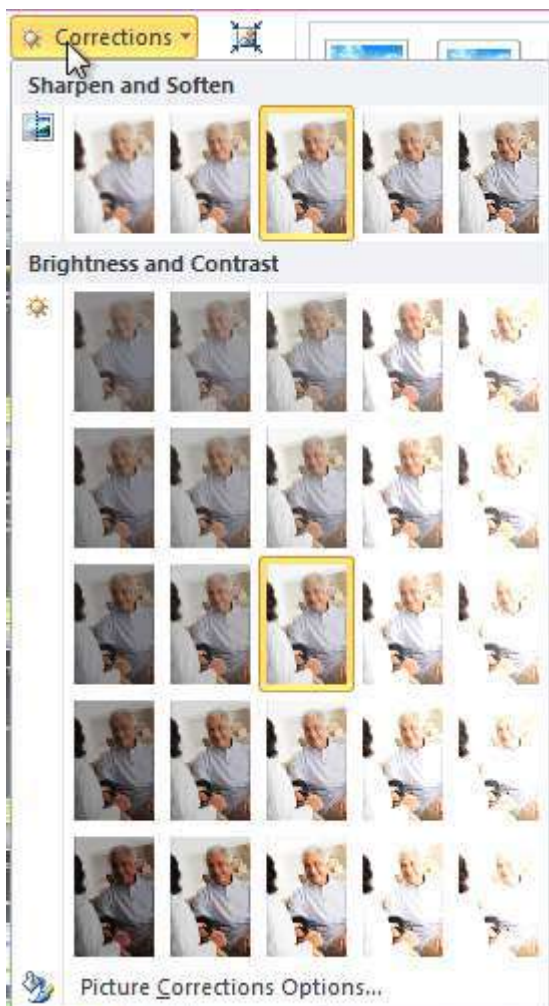 Corrections
Sharpen and Soften
Brightness and Contrast
Picture Corrections Options...